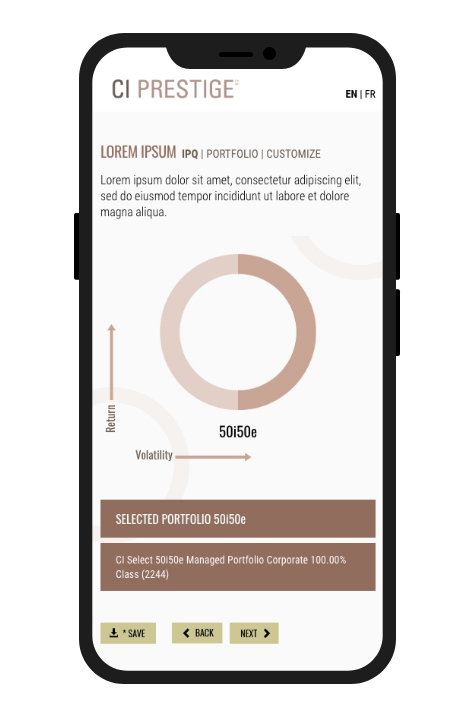 CI PRESTIGE
EN | FR
LOREM IPSUM IPQ | PORTFOLIO | CUSTOMIZE
Lorem ipsum dolor sit amet, consectetur adipiscing elit,
sed do eiusmod tempor incididunt ut labore et dolore
magna aliqua.
Return
50i50e
Volatility
SELECTED PORTFOLIO 50i50e
CI Select 50i50e Managed Portfolio Corporate 100.00%
Class (2244)
* SAVE
BACK
NEXT